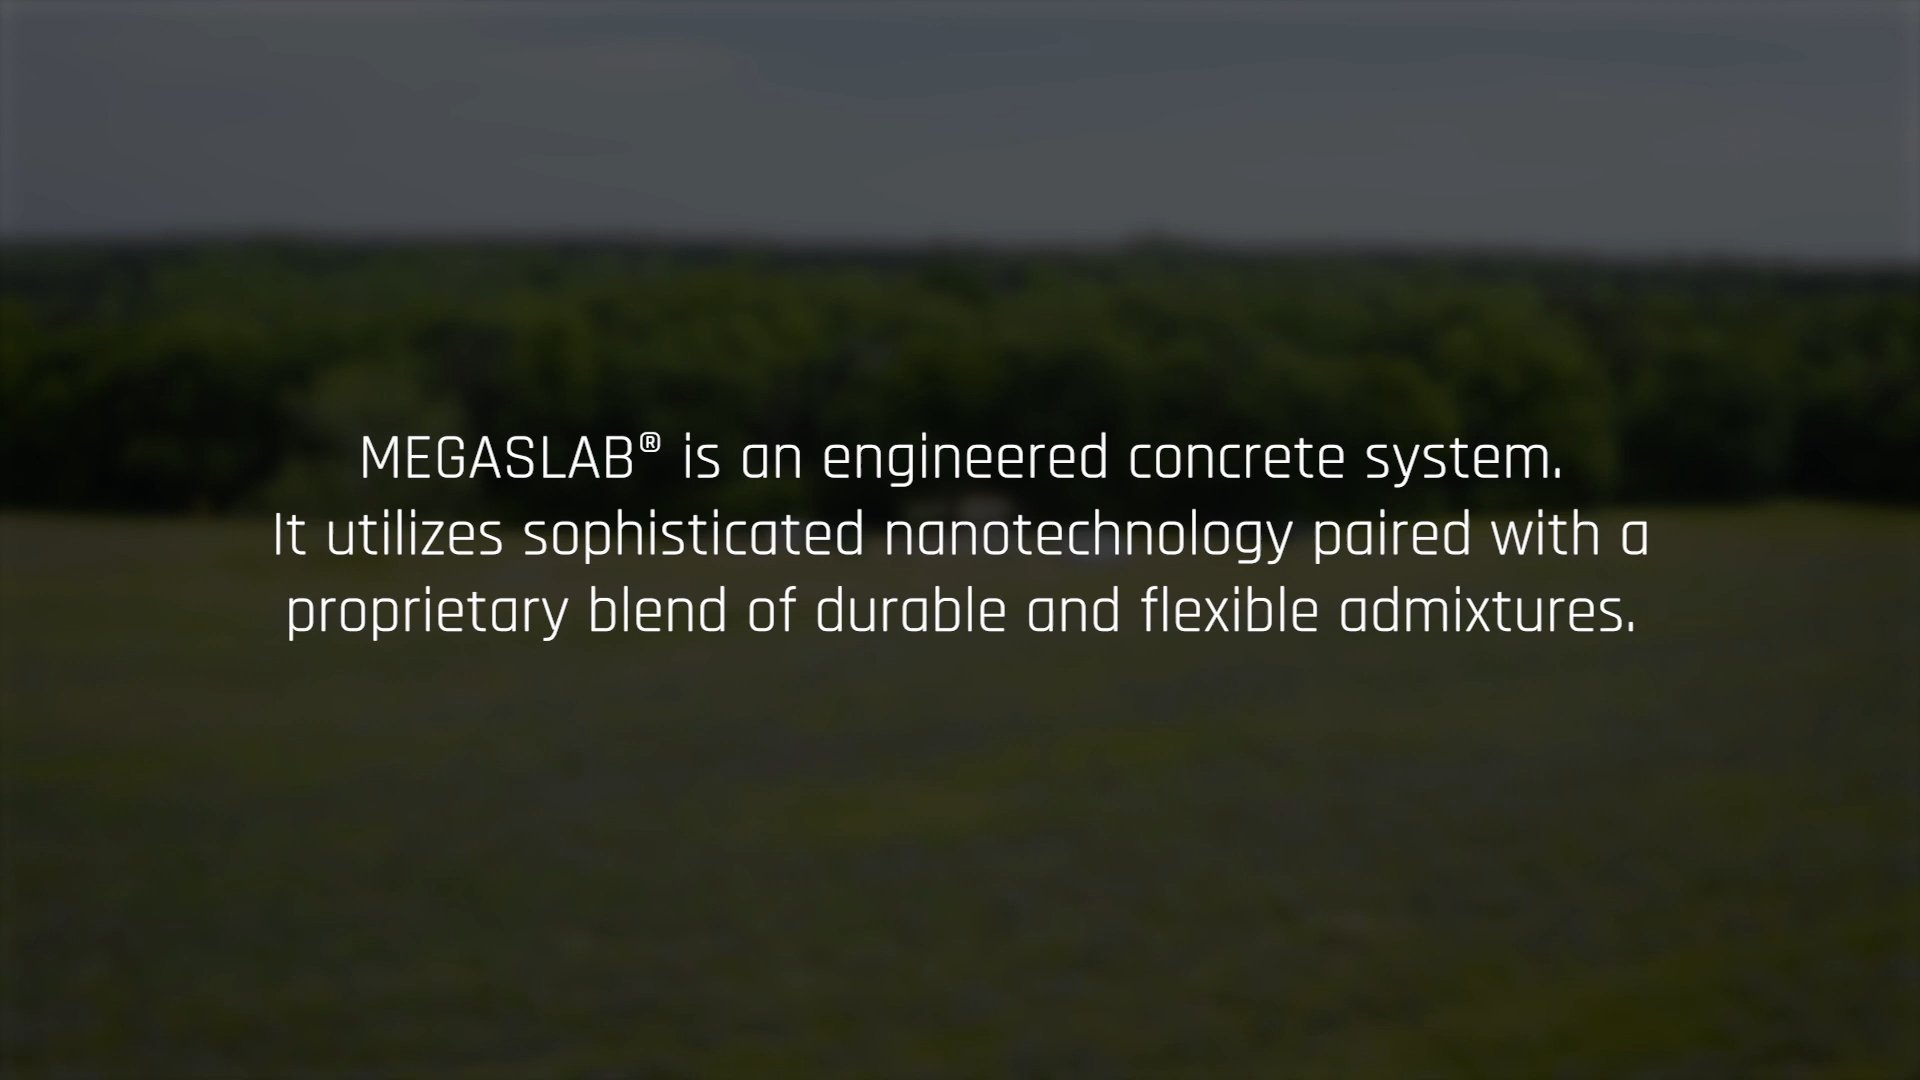 MEGASLAB® is an engineered concrete system.
It utilizes sophisticated nanotechnology paired with a
proprietary blend of durable and flexible admixtures.